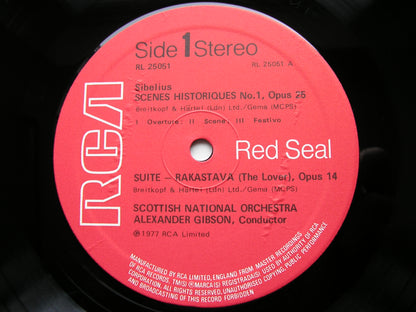 Side 1 Stereo
RL 25051
RL 25051 A
Sibelius
SCENES HISTORIQUES No.1, Opus 25
Breitkopf & Härtel (Ldn) Ltd./Gema (MCPS)
I Overture: II Scene: III Festivo
RCA
Red Seal
SUITE — RAKASTAVA (The Lover), Opus 14
Breitkopf & Härtel (Ldn) Ltd./Gema (MCPS)
SCOTTISH NATIONAL ORCHESTRA
ALEXANDER GIBSON, Conductor
℗1977 RCA Limited
MANUFACTURED BY RCA LIMITED, ENGLAND FROM MASTER RECORDINGS
OF RCA RECORDS. TM(S) ® MARCA(S) REGISTRADA(S) USED BY AUTHORITY OF RCA
CORPORATION. ALL RIGHTS RESERVED. UNAUTHORISED COPYING, PUBLIC PERFORMANCE
AND BROADCASTING OF THIS RECORD FORBIDDEN